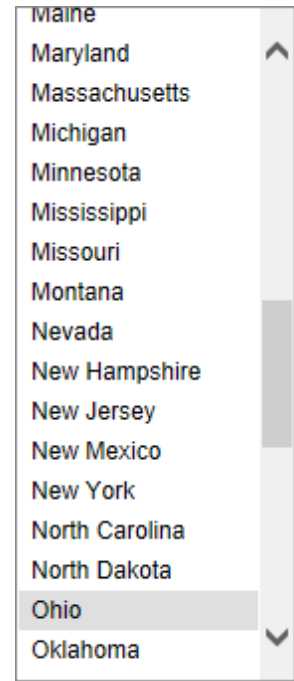 Maine
Maryland
Massachusetts
Michigan
Minnesota
Mississippi
Missouri
Montana
Nevada
New Hampshire
New Jersey
New Mexico
New York
North Carolina
North Dakota
Ohio
Oklahoma